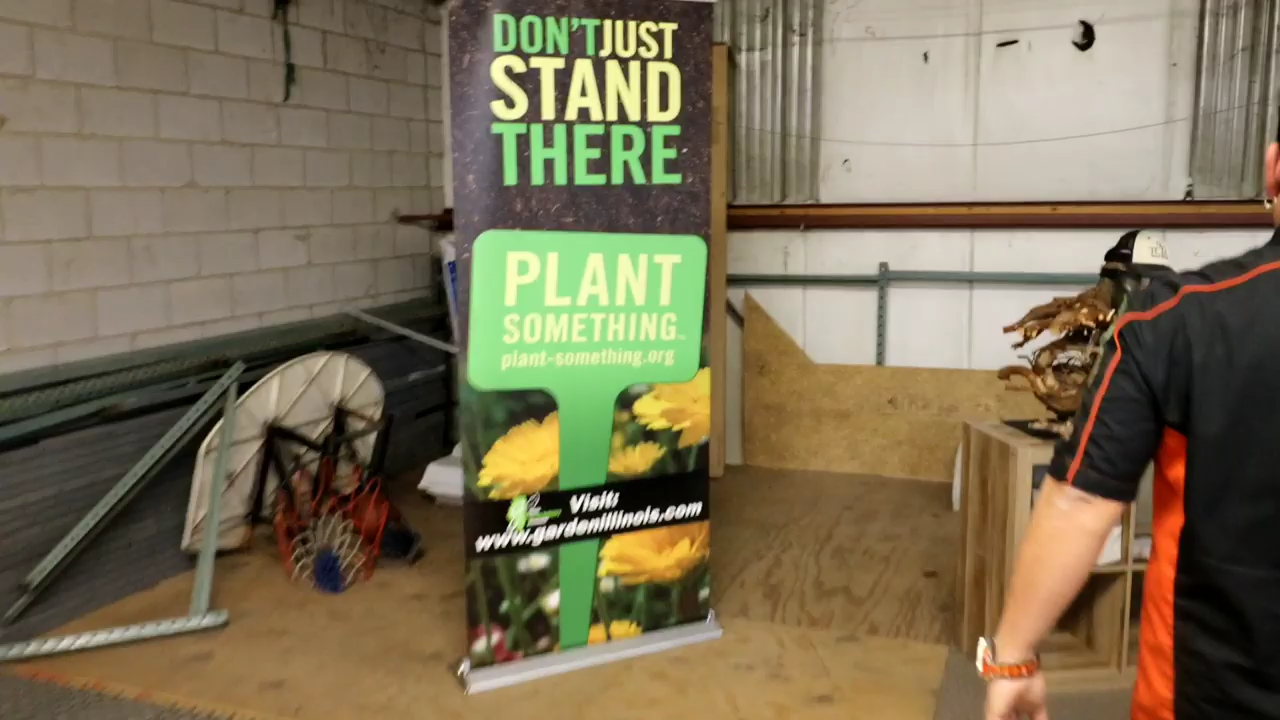 DON'T JUST
STAND
THERE
PLANT
SOMETHING
plant-something.org
Visit:
www.gardenillinois.com